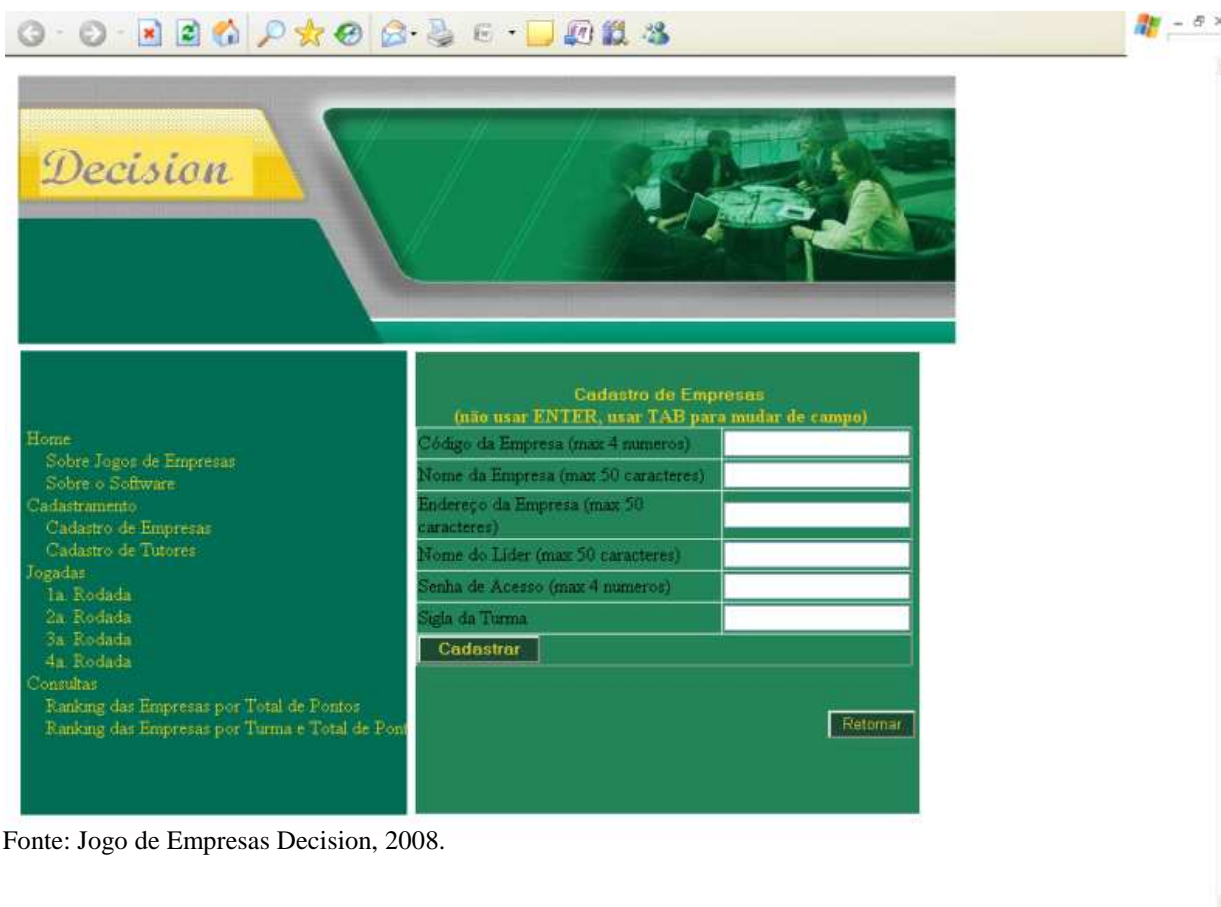 Decision
Home
Sobre Jogos de Empresas
Sobre o Software
Cadastramento
Cadastro de Empresas
Cadastro de Tutores
Jogadas
1a. Rodada
2a. Rodada
3a. Rodada
4a. Rodada
Consultas
Ranking das Empresas por Total de Pontos
Ranking das Empresas por Turma e Total de Pont
Cadastro de Empresas
(não usar ENTER, usar TAB para mudar de campo)
Código da Empresa (max 4 numeros)
Nome da Empresa (max 50 caracteres)
Endereço da Empresa (max 50
caracteres)
Nome do Líder (max 50 caracteres)
Senha de Acesso (max 4 numeros)
Sigla da Turma
Cadastrar
Retornar
Fonte: Jogo de Empresas Decision, 2008.